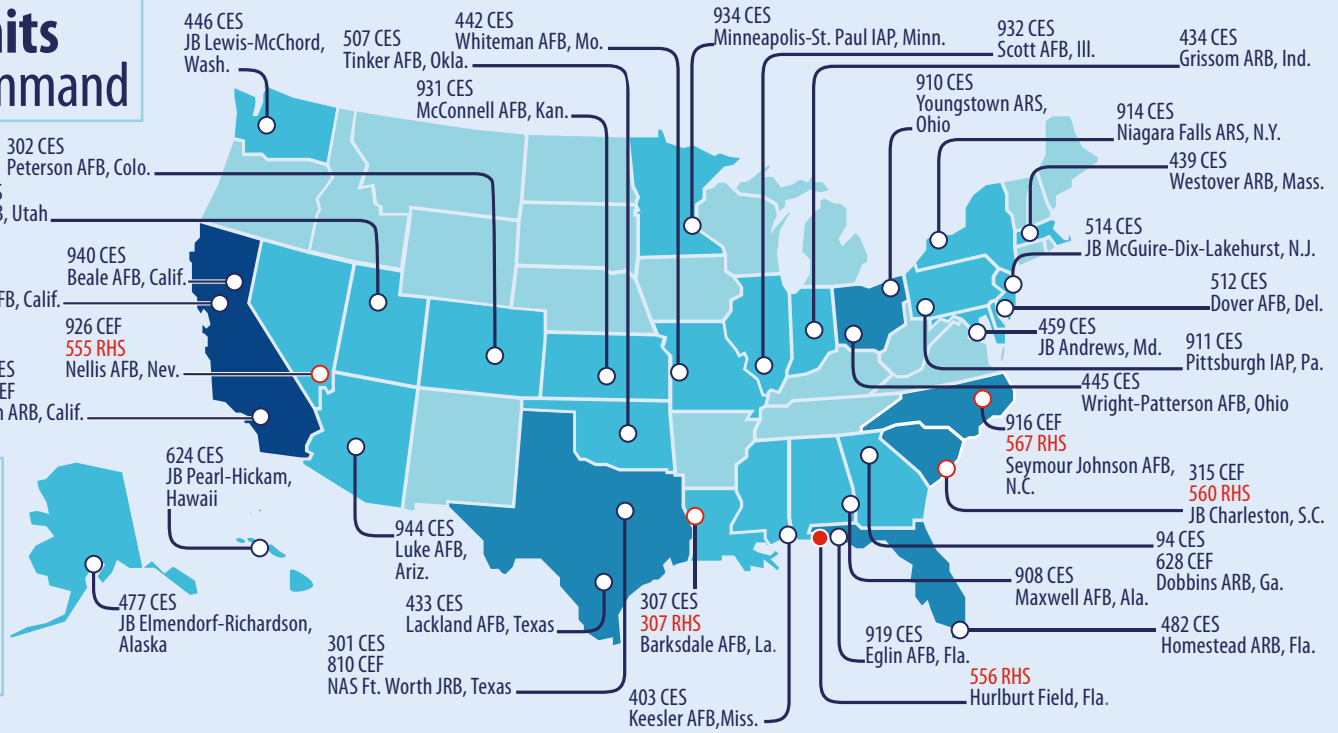 446 CES
JB Lewis-McChord,
Wash.
507 CES
Tinker AFB, Okla.
442 CES
Whiteman AFB, Mo.
934 CES
Minneapolis-St. Paul IAP, Minn.
932 CES
Scott AFB, Ill.
434 CES
Grissom ARB, Ind.
931 CES
McConnell AFB, Kan.
910 CES
Youngstown ARS,
Ohio
914 CES
Niagara Falls ARS, N.Y.
302 CES
Peterson AFB, Colo.
439 CES
Westover ARB, Mass.
Utah
514 CES
JB McGuire-Dix-Lakehurst, N.J.
940 CES
Beale AFB, Calif.
Calif.
512 CES
Dover AFB, Del.
926 CEF
555 RHS
Nellis AFB, Nev.
459 CES
JB Andrews, Md.
911 CES
Pittsburgh IAP, Pa.
ARB, Calif.
445 CES
Wright-Patterson AFB, Ohio
916 CEF
567 RHS
Seymour Johnson AFB,
N.C.
315 CEF
560 RHS
JB Charleston, S.C.
624 CES
JB Pearl-Hickam,
Hawaii
944 CES
Luke AFB,
Ariz.
94 CES
628 CEF
Dobbins ARB, Ga.
908 CES
Maxwell AFB, Ala.
477 CES
JB Elmendorf-Richardson,
Alaska
433 CES
Lackland AFB, Texas
307 CES
307 RHS
Barksdale AFB, La.
482 CES
Homestead ARB, Fla.
919 CES
Eglin AFB, Fla.
301 CES
810 CEF
NAS Ft. Worth JRB, Texas
556 RHS
Hurlburt Field, Fla.
403 CES
Keesler AFB,Miss.